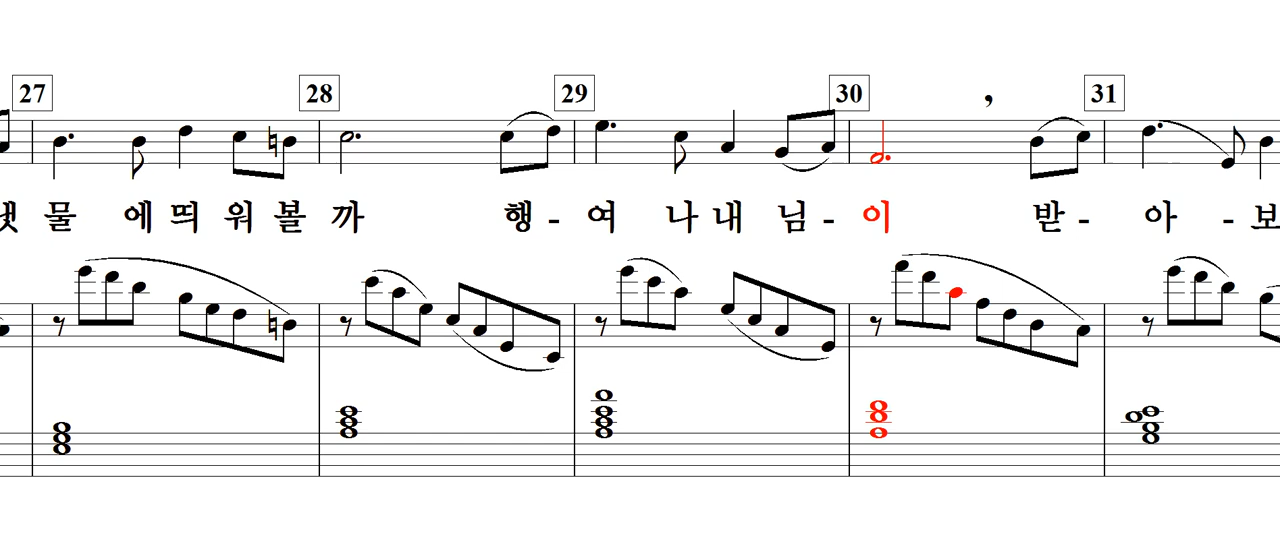 27 28 29 30 31
물 에 띄 워 볼 까 행 - 여 나 내 님 - 이 받 - 아 - 보